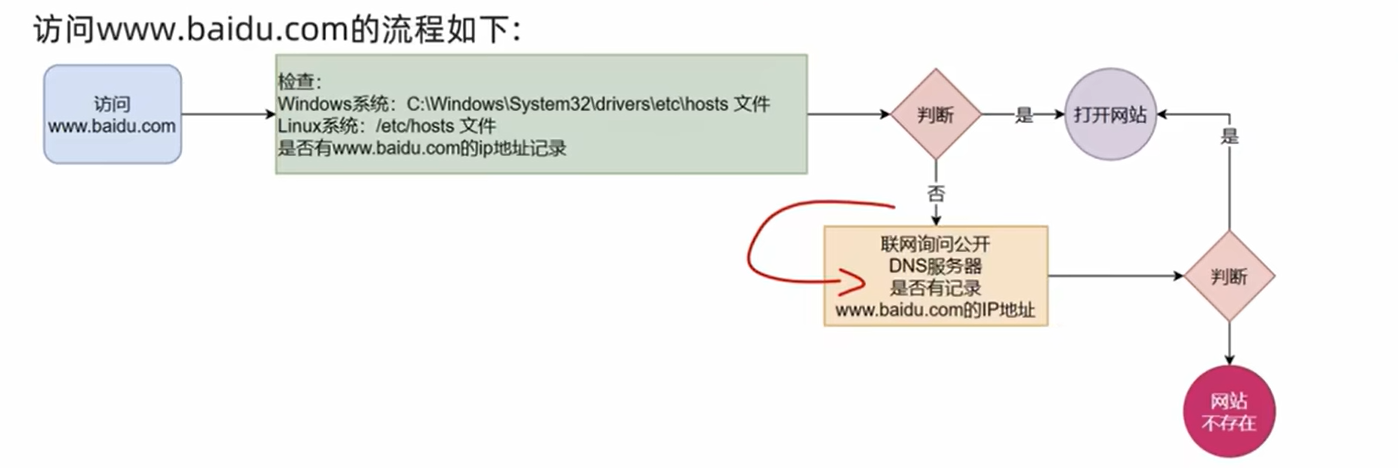 访问www.baidu.com的流程如下：
访问
www.baidu.com
检查：
Windows系统：C:\Windows\System32\drivers\etc\hosts 文件
Linux系统：/etc/hosts 文件
是否有www.baidu.com的ip地址记录
判断
是
打开网站
是
否
联网询问公开
DNS服务器
是否有记录
www.baidu.com的IP地址
判断
网站
不存在